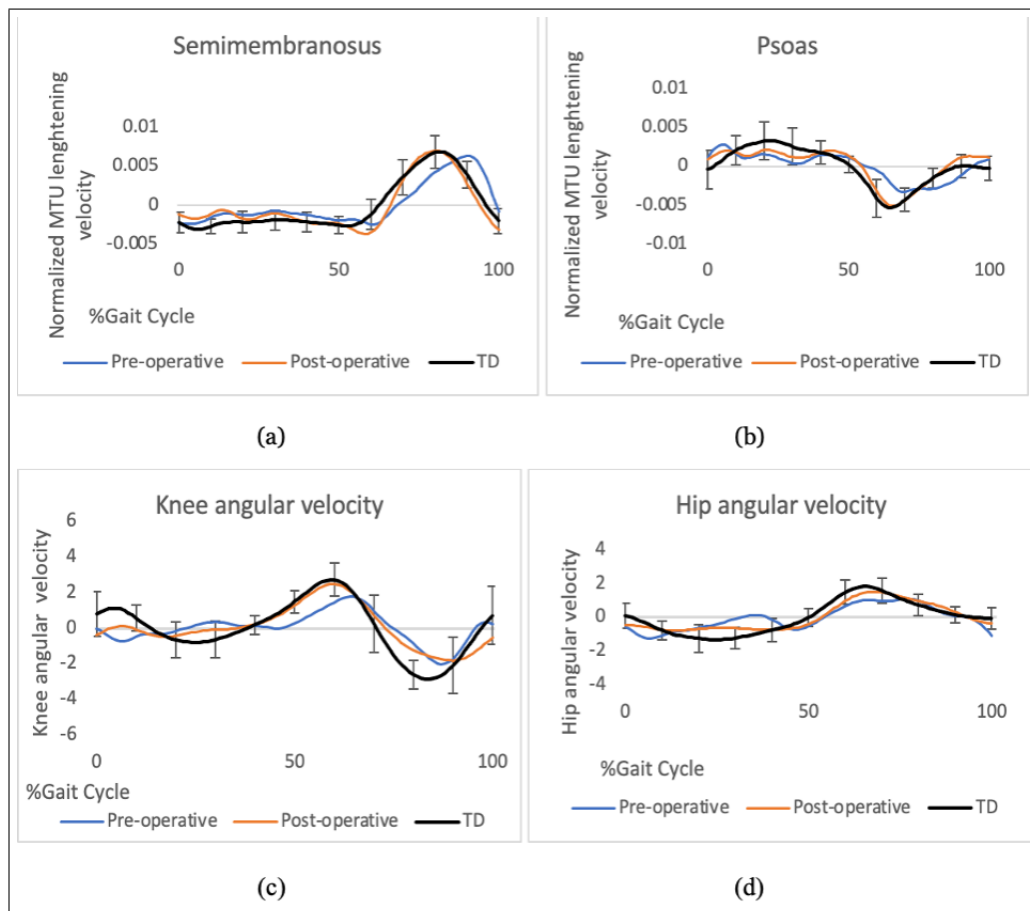 Semimembranosus
Normalized MTU lenghtening
velocity
0.01
0.005
0
-0.005
0 50 100
%Gait Cycle
Pre-operative Post-operative TD
(a)
Psoas
Normalized MTU lenghtening
velocity
0.01
0.005
0
-0.005
-0.01
0 50 100
%Gait Cycle
Pre-operative Post-operative TD
(b)
Knee angular velocity
Knee angular velocity
6
4
2
0
-2
-4
-6
0 50 100
%Gait Cycle
Pre-operative Post-operative TD
(c)
Hip angular velocity
Hip angular velocity
4
2
0
-2
-4
0 50 100
%Gait Cycle
Pre-operative Post-operative TD
(d)